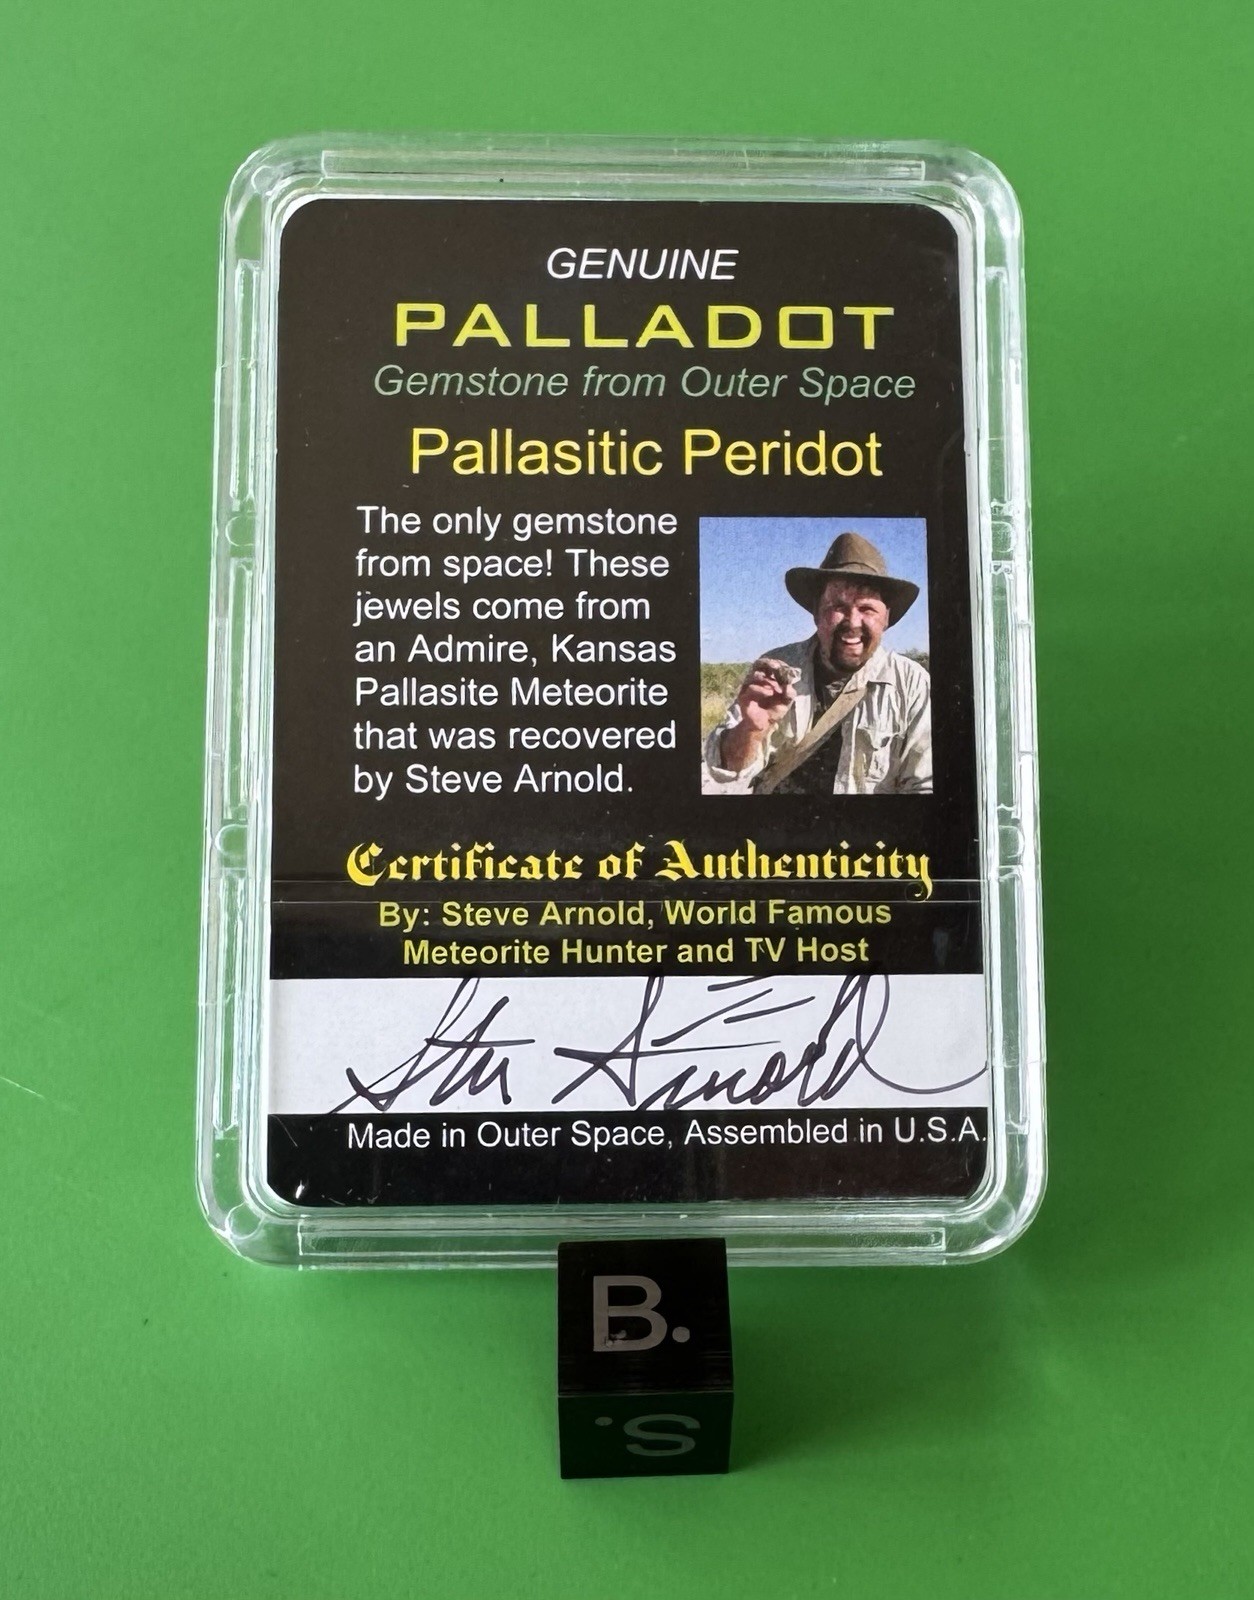 GENUINE
PALLADOT
Gemstone from Outer Space
Pallasitic Peridot
The only gemstone
from space! These
jewels come from
an Admire, Kansas
Pallasite Meteorite
that was recovered
by Steve Arnold.
Certificate of Authenticity
By: Steve Arnold, World Famous
Meteorite Hunter and TV Host
Steve Arnold
Made in Outer Space, Assembled in U.S.A.
B.
S.